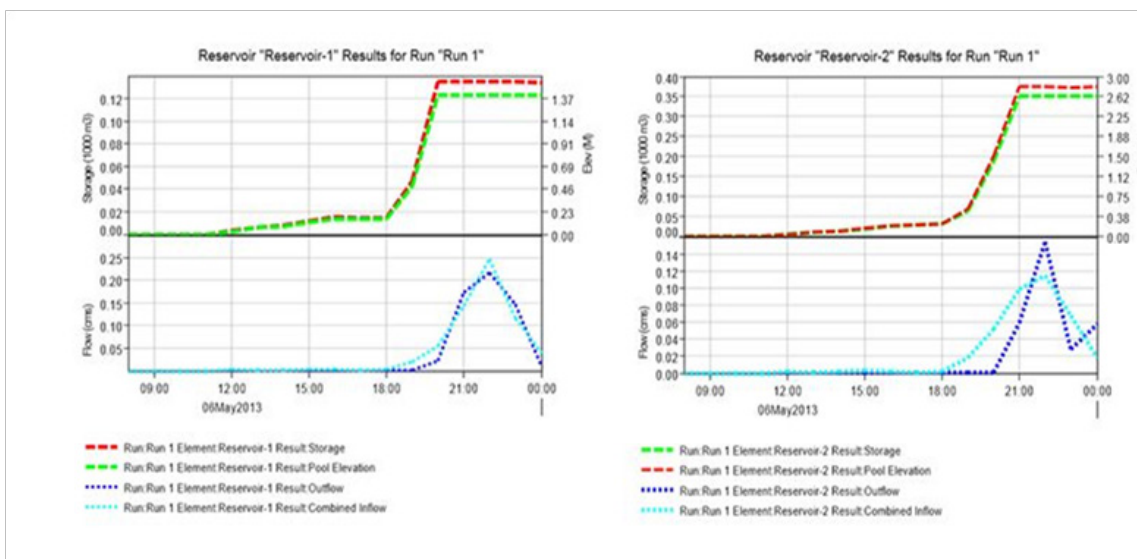 Reservoir "Reservoir-1" Results for Run "Run 1"
Storage (1000 m3)
0.12
0.10
0.08
0.06
0.04
0.02
0.00
1.37
1.14
0.91
0.69
0.46
0.23
0.00
Elev (M)
Flow (cms)
0.25
0.20
0.15
0.10
0.05
09:00 12:00 15:00 18:00 21:00 00:00
06May2013
Run:Run 1 Element:Reservoir-1 Result:Storage
Run:Run 1 Element:Reservoir-1 Result:Pool Elevation
Run:Run 1 Element:Reservoir-1 Result:Outflow
Run:Run 1 Element:Reservoir-1 Result:Combined Inflow
Reservoir "Reservoir-2" Results for Run "Run 1"
Storage (1000 m3)
0.40
0.35
0.30
0.25
0.20
0.15
0.10
0.05
0.00
3.00
2.62
2.25
1.88
1.50
1.12
0.75
0.38
0.00
Flow (cms)
0.14
0.12
0.10
0.08
0.06
0.04
0.02
0.00
09:00 12:00 15:00 18:00 21:00 00:00
06May2013
Run:Run 1 Element:Reservoir-2 Result:Storage
Run:Run 1 Element:Reservoir-2 Result:Pool Elevation
Run:Run 1 Element:Reservoir-2 Result:Outflow
Run:Run 1 Element:Reservoir-2 Result:Combined Inflow